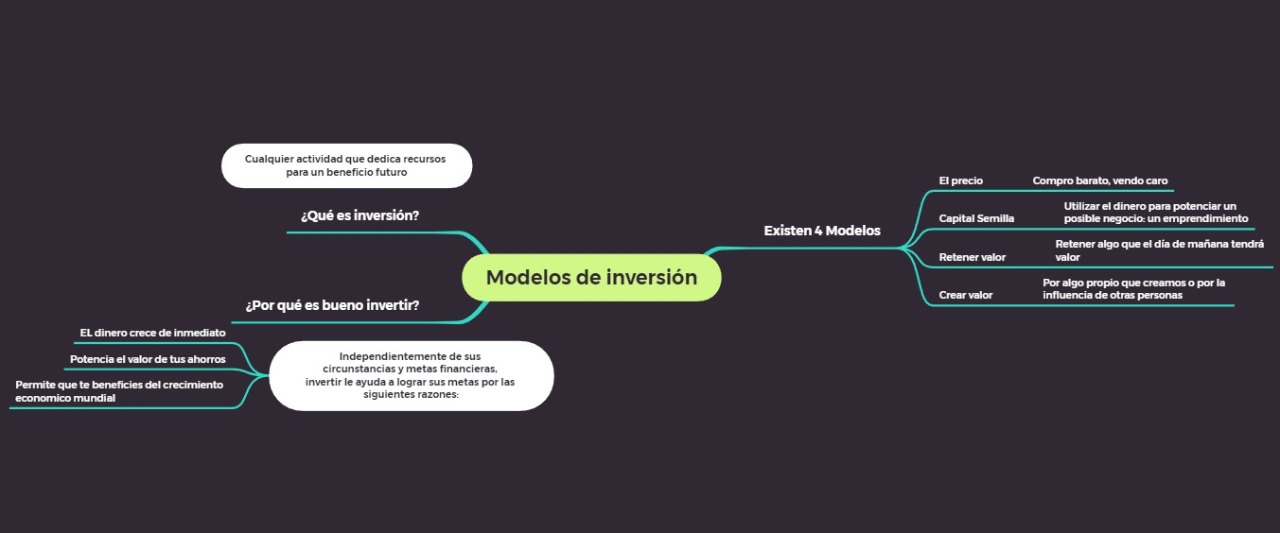 Modelos de inversión
¿Qué es inversión?
Cualquier actividad que dedica recursos
para un beneficio futuro
¿Por qué es bueno invertir?
Independientemente de sus
circunstancias y metas financieras,
invertir le ayuda a lograr sus metas por las
siguientes razones:
EL dinero crece de inmediato
Potencia el valor de tus ahorros
Permite que te beneficies del crecimiento
economico mundial
Existen 4 Modelos
El precio
Compro barato, vendo caro
Capital Semilla
Utilizar el dinero para potenciar un
posible negocio: un emprendimiento
Retener valor
Retener algo que el día de mañana tendrá
valor
Crear valor
Por algo propio que creamos o por la
influencia de otras personas